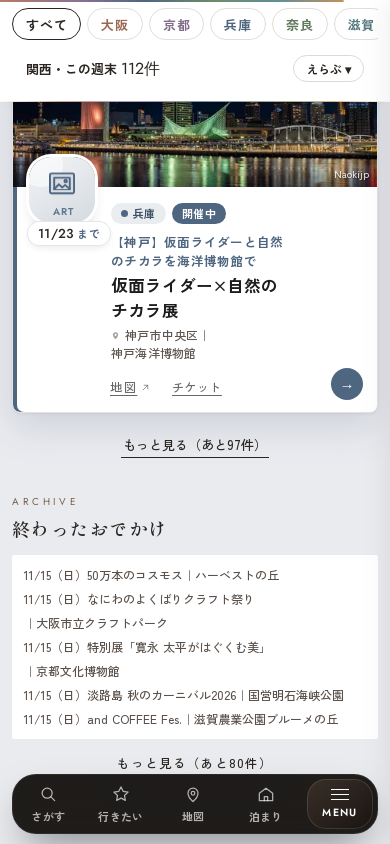 すべて 大阪 京都 兵庫 奈良 滋賀
関西・この週末 112件 えらぶ ▾
Naokijp
ART
11/23 まで
兵庫 開催中
【神戸】仮面ライダーと自然
のチカラを海洋博物館で
仮面ライダー×自然の
チカラ展
神戸市中央区｜
神戸海洋博物館
地図 ↗ チケット →
もっと見る（あと97件）
ARCHIVE
終わったおでかけ
11/15（日）50万本のコスモス｜ハーベストの丘
11/15（日）なにわのよくばりクラフト祭り
｜大阪市立クラフトパーク
11/15（日）特別展「寛永 太平がはぐくむ美」
｜京都文化博物館
11/15（日）淡路島 秋のカーニバル2026｜国営明石海峡公園
11/15（日）and COFFEE Fes.｜滋賀農業公園ブルーメの丘
もっと見る（あと80件）
さがす 行きたい 地図 泊まり MENU